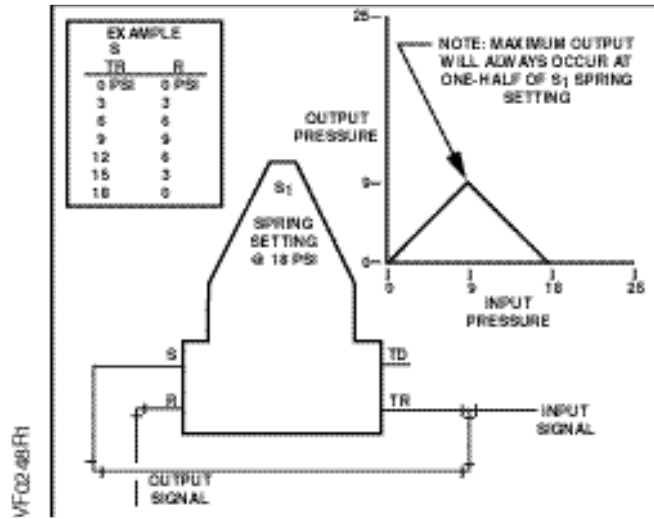 EXAMPLE
S
TR R
0 PSI 0 PSI
3 3
6 6
9 9
12 6
15 3
18 0
25
NOTE: MAXIMUM OUTPUT
WILL ALWAYS OCCUR AT
ONE-HALF OF S1 SPRING
SETTING
OUTPUT
PRESSURE
9
0
0 9 18 25
INPUT
PRESSURE
S1
SPRING
SETTING
@ 18 PSI
S
TD
R
TR
INPUT
SIGNAL
OUTPUT
SIGNAL
VF0248/R1